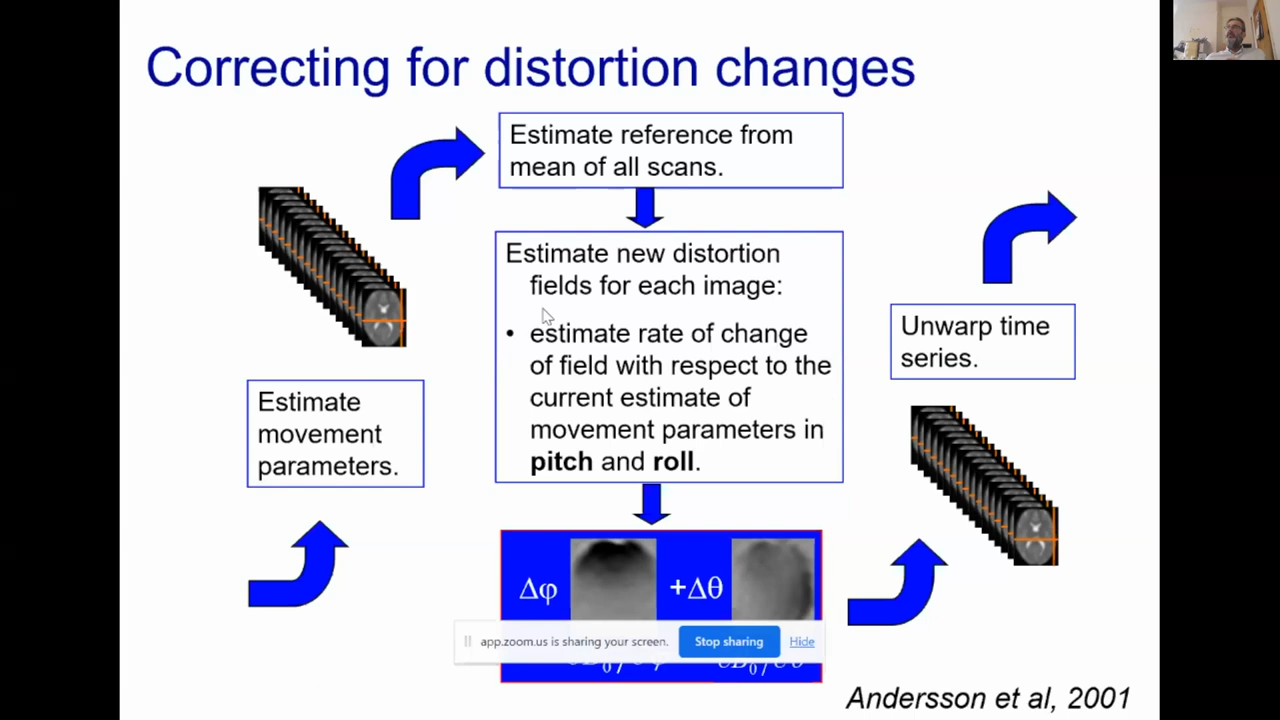 Correcting for distortion changes
Estimate reference from
mean of all scans.
Estimate new distortion
fields for each image:
• estimate rate of change
of field with respect to the
current estimate of
movement parameters in
pitch and roll.
Estimate
movement
parameters.
Unwarp time
series.
Δφ +Δθ
app.zoom.us is sharing your screen. Stop sharing Hide
Andersson et al, 2001